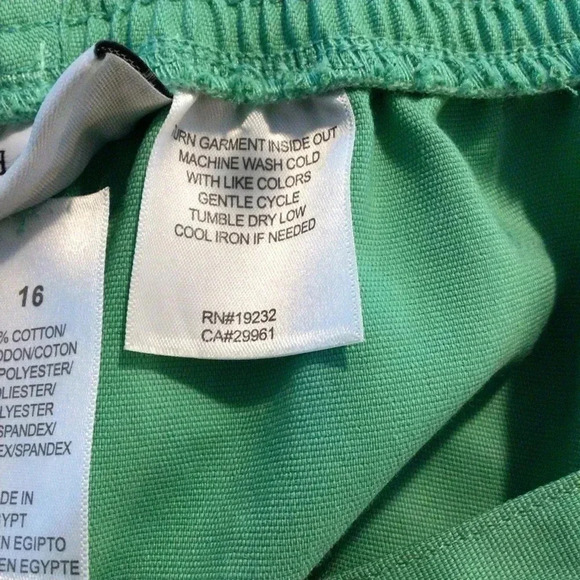 URN GARMENT INSIDE OUT
MACHINE WASH COLD
WITH LIKE COLORS
GENTLE CYCLE
TUMBLE DRY LOW
COOL IRON IF NEEDED
RN#19232
CA#29961
16
% COTTON/
ODON/COTON
POLYESTER/
OLIESTER/
LYESTER
SPANDEX/
EX/SPANDEX
DE IN
YPT
EN EGIPTO
EN EGYPTE